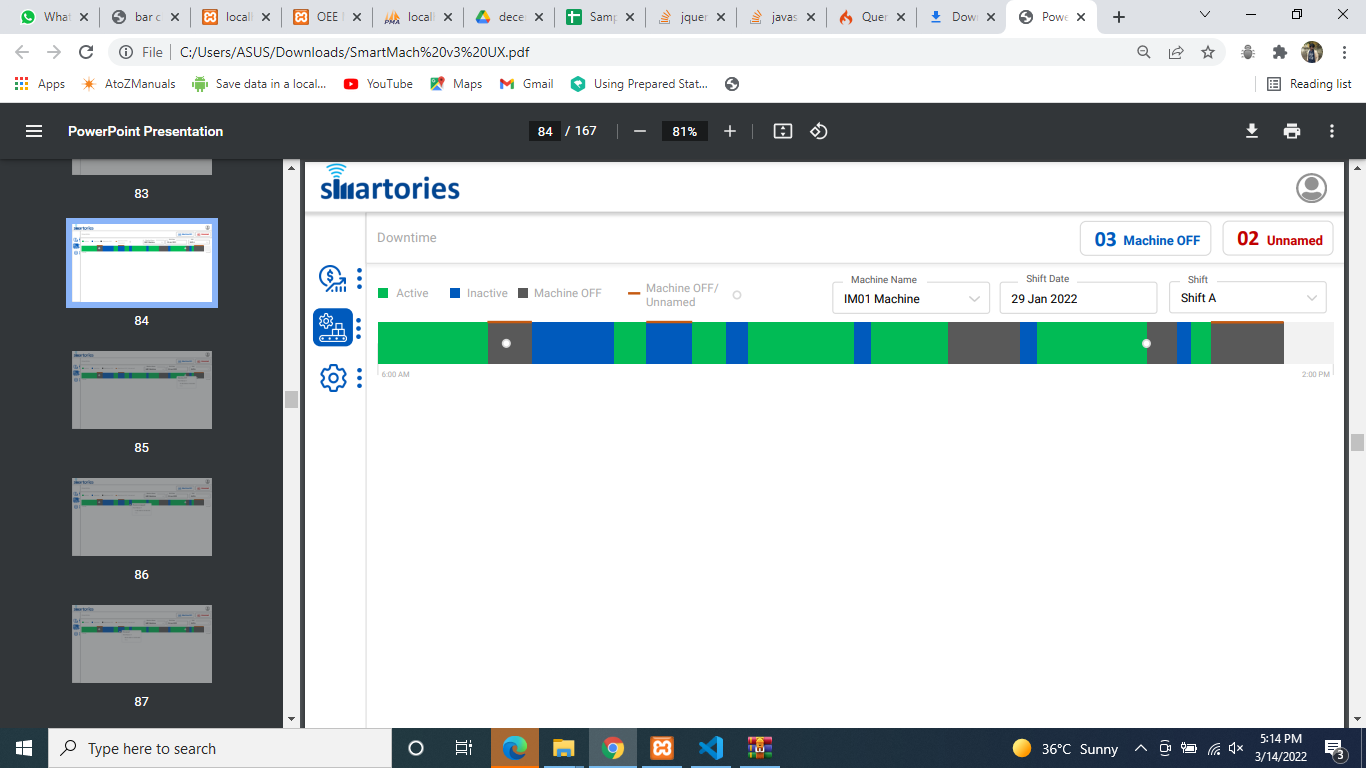 What
bar c
locall
OEE
locall
dece
Samp
jquer
javas
Quer
Dow
Powe
File
C:/Users/ASUS/Downloads/SmartMach%20v3%20UX.pdf
Apps
AtoZManuals
Save data in a local...
YouTube
Maps
Gmail
Using Prepared Stat...
Reading list
PowerPoint Presentation
84 / 167
81%
83
84
85
86
87
smartories
Downtime
03 Machine OFF
02 Unnamed
Active
Inactive
Machine OFF
Machine OFF/
Unnamed
Machine Name
IM01 Machine
Shift Date
29 Jan 2022
Shift
Shift A
6:00 AM
2:00 PM
Type here to search
36°C Sunny
5:14 PM
3/14/2022
3